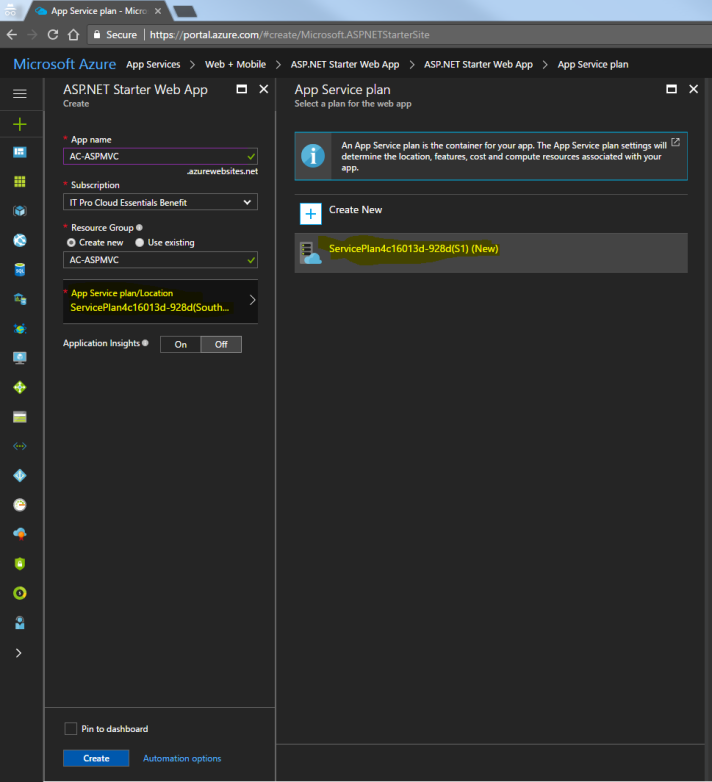 App Service plan - Micro
Secure | https://portal.azure.com/#create/Microsoft.ASPNETStarterSite
Microsoft Azure App Services > Web + Mobile > ASP.NET Starter Web App > ASP.NET Starter Web App > App Service plan
ASP.NET Starter Web App
Create
* App name
AC-ASPMVC
.azurewebsites.net
* Subscription
IT Pro Cloud Essentials Benefit
* Resource Group
Create new Use existing
AC-ASPMVC
* App Service plan/Location
ServicePlan4c16013d-928d(South...
Application Insights On Off
Pin to dashboard
Create Automation options
App Service plan
Select a plan for the web app
An App Service plan is the container for your app. The App Service plan settings will
determine the location, features, cost and compute resources associated with your
app.
Create New
ServicePlan4c16013d-928d(S1) (New)